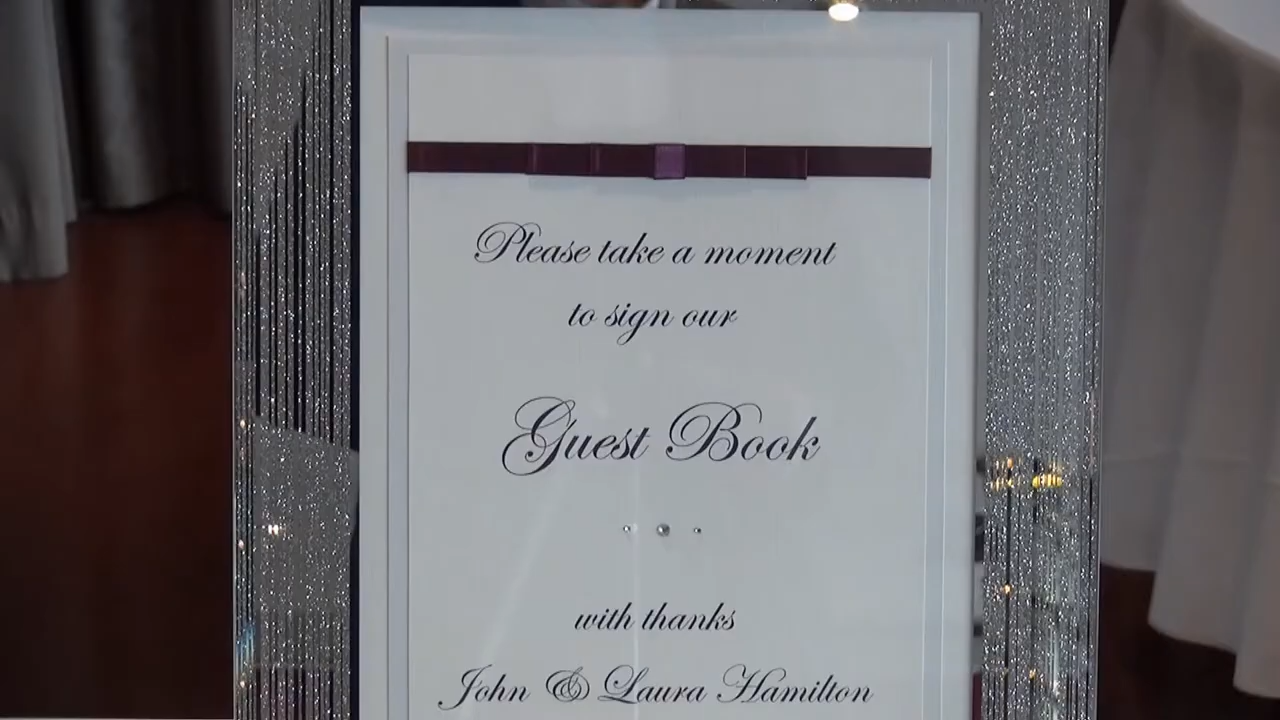 Please take a moment
to sign our
Guest Book
with thanks
John & Laura Hamilton